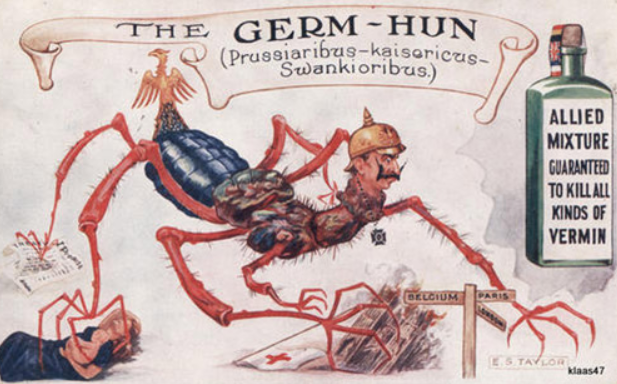 THE GERM-HUN
(Prussiaribus-kaisericus-
Swankioribus.)
ALLIED
MIXTURE
GUARANTEED
TO KILL ALL
KINDS OF
VERMIN
BELGIUM PARIS
LONDON
E. S. TAYLOR
klaas47